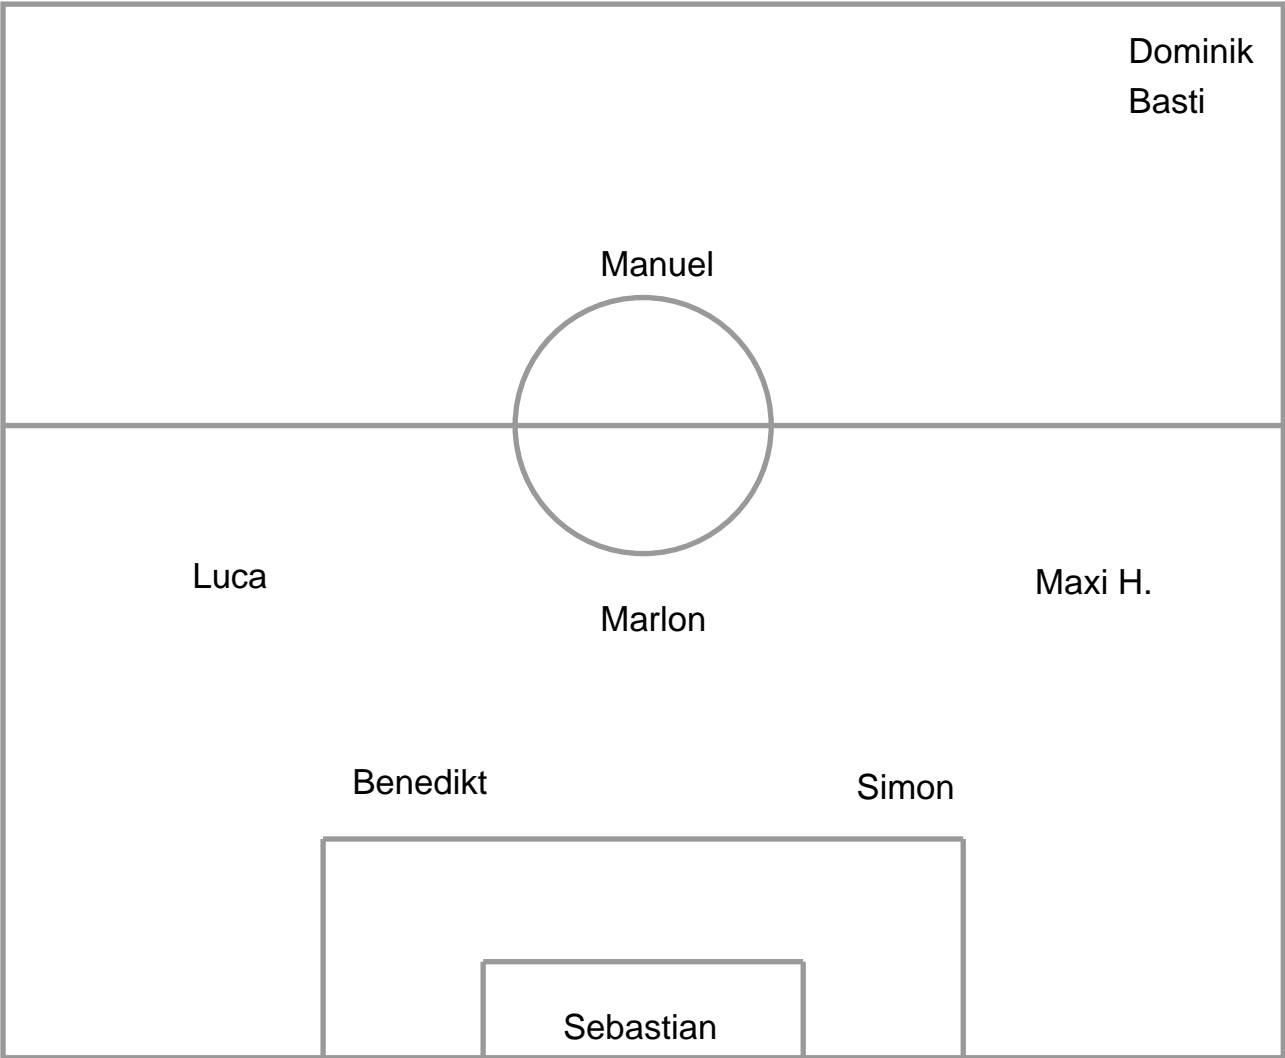 Dominik
Basti
Manuel
Luca
Maxi H.
Marlon
Benedikt
Simon
Sebastian